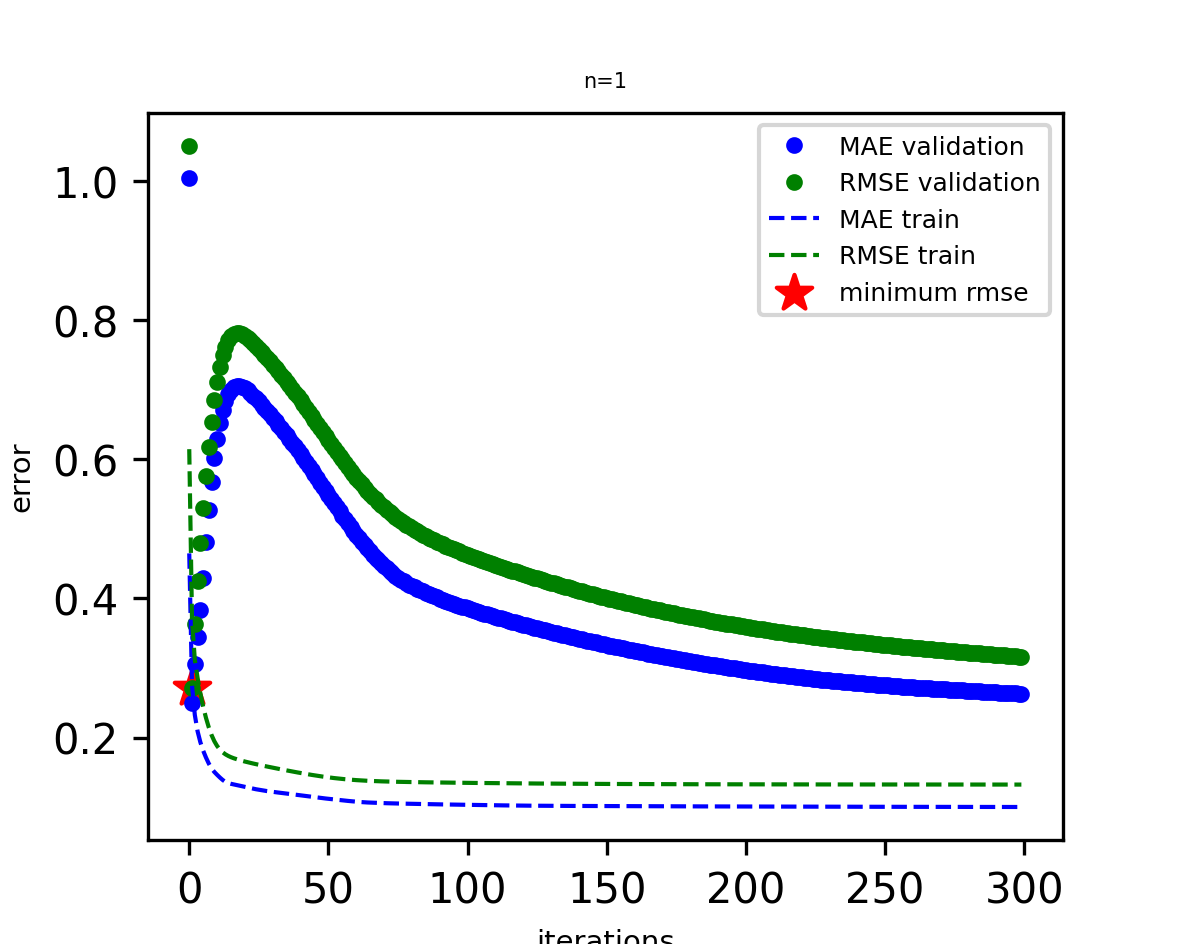 n=1
error
1.0
0.8
0.6
0.4
0.2
MAE validation
RMSE validation
MAE train
RMSE train
minimum rmse
0 50 100 150 200 250 300
iterations